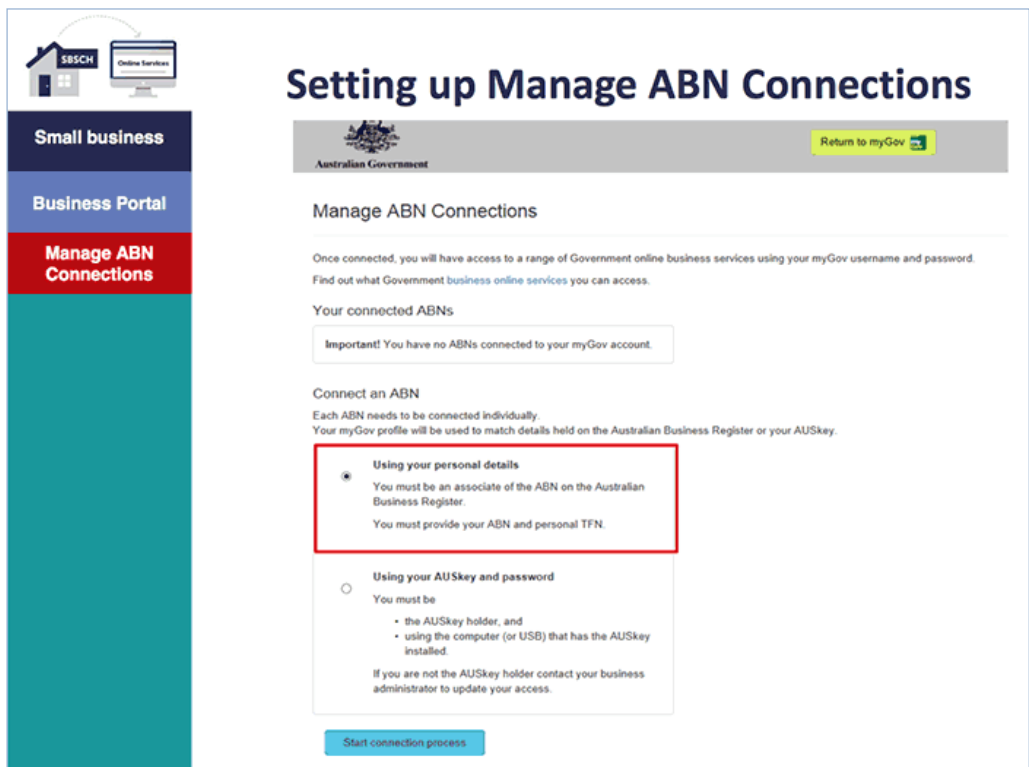 SBSCH
Online Services
Setting up Manage ABN Connections
Small business
Business Portal
Manage ABN
Connections
Australian Government
Return to myGov
Manage ABN Connections
Once connected, you will have access to a range of Government online business services using your myGov username and password.
Find out what Government business online services you can access.
Your connected ABNs
Important! You have no ABNs connected to your myGov account.
Connect an ABN
Each ABN needs to be connected individually.
Your myGov profile will be used to match details held on the Australian Business Register or your AUSkey.
Using your personal details
You must be an associate of the ABN on the Australian
Business Register.
You must provide your ABN and personal TFN.
Using your AUSkey and password
You must be
• the AUSkey holder, and
• using the computer (or USB) that has the AUSkey
installed.
If you are not the AUSkey holder contact your business
administrator to update your access.
Start connection process